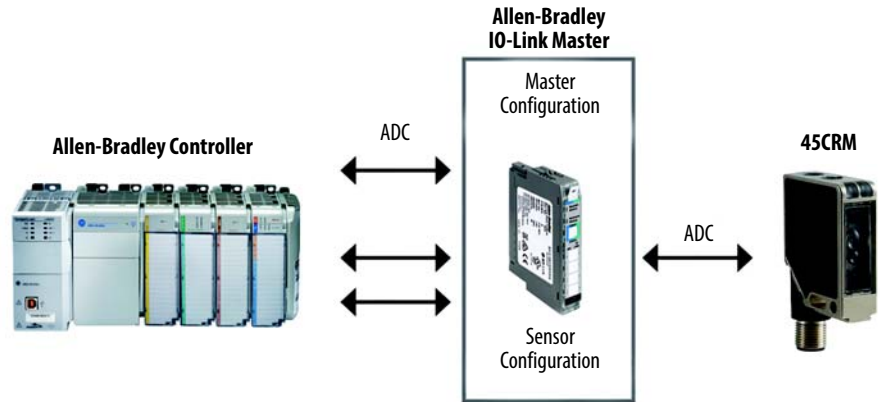 Allen-Bradley
IO-Link Master
Master
Configuration
Allen-Bradley Controller
ADC
45CRM
ADC
Sensor
Configuration